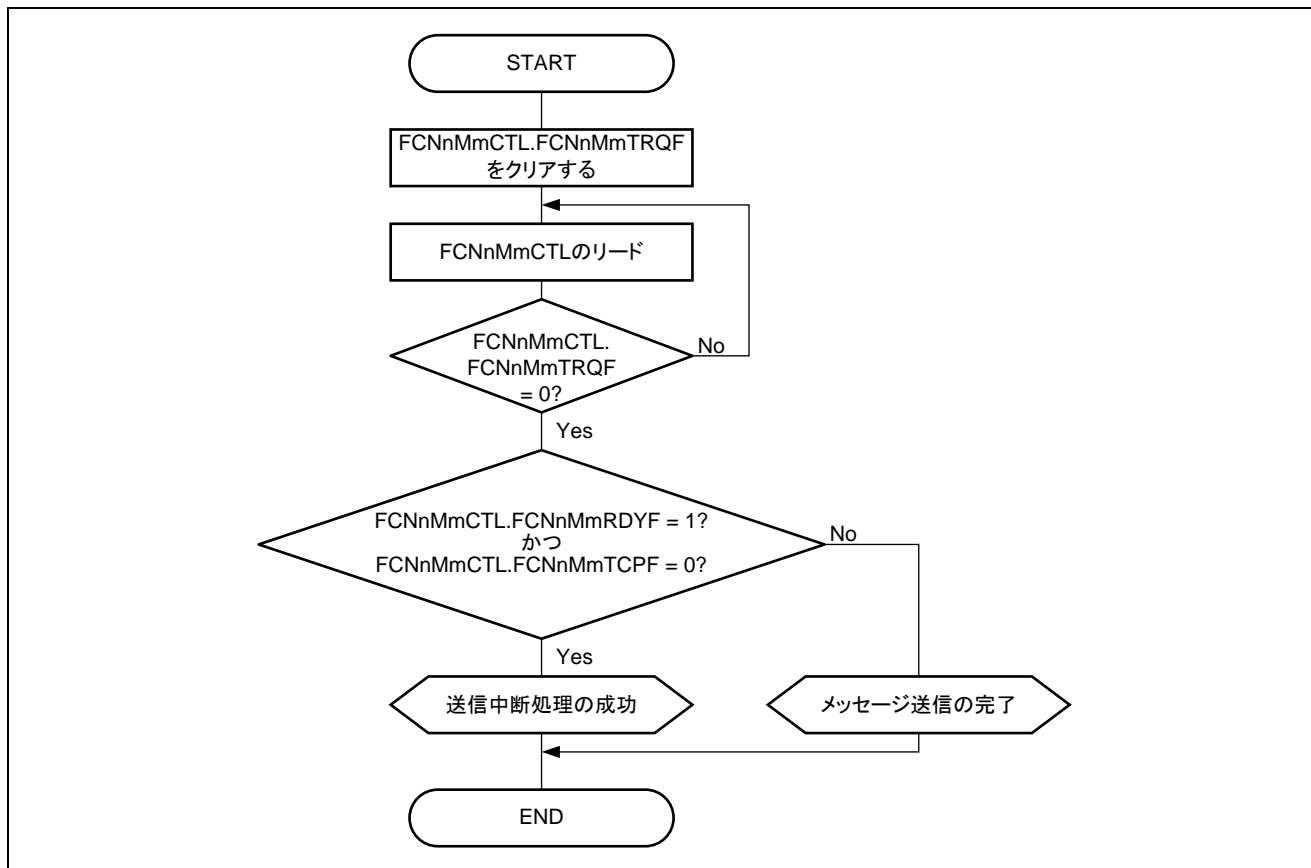 START
FCNnMmCTL.FCNnMmTRQF
をクリアする
FCNnMmCTLのリード
FCNnMmCTL.
FCNnMmTRQF
= 0?
No
Yes
FCNnMmCTL.FCNnMmRDYF = 1?
かつ
FCNnMmCTL.FCNnMmTCPF = 0?
No
Yes
送信中断処理の成功
メッセージ送信の完了
END